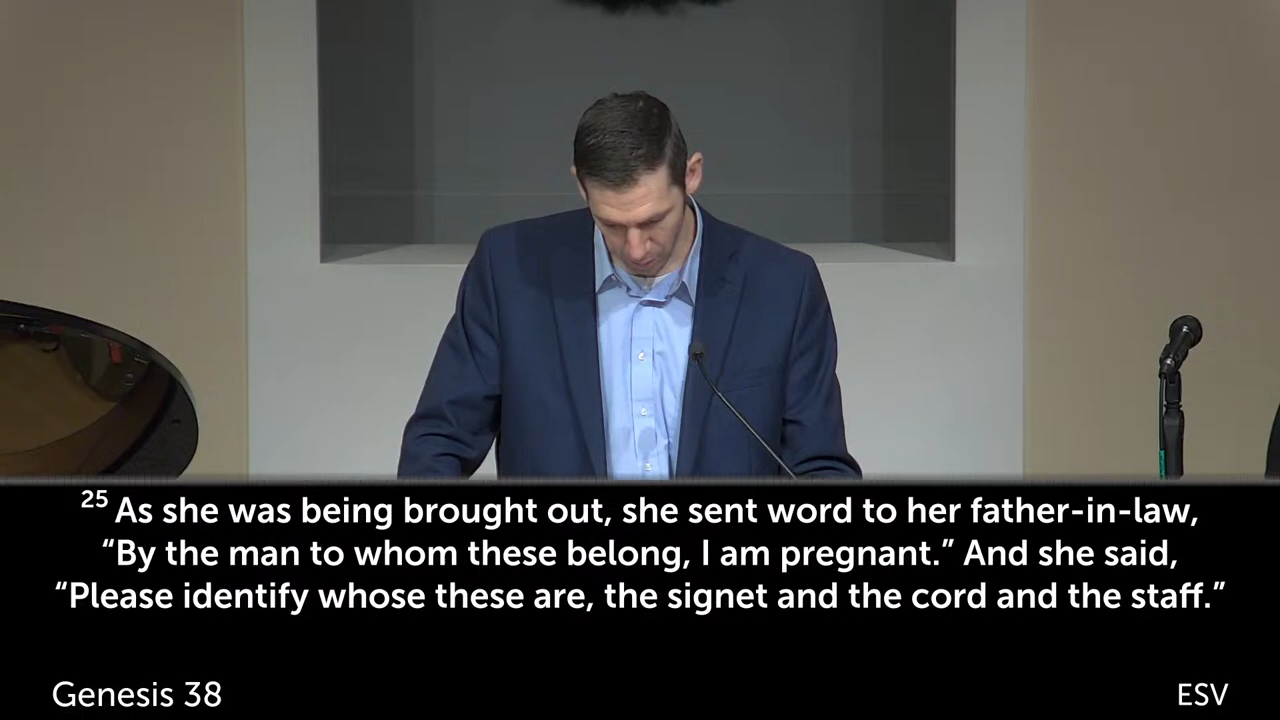 25 As she was being brought out, she sent word to her father-in-law,
“By the man to whom these belong, I am pregnant.” And she said,
“Please identify whose these are, the signet and the cord and the staff.”
Genesis 38
ESV